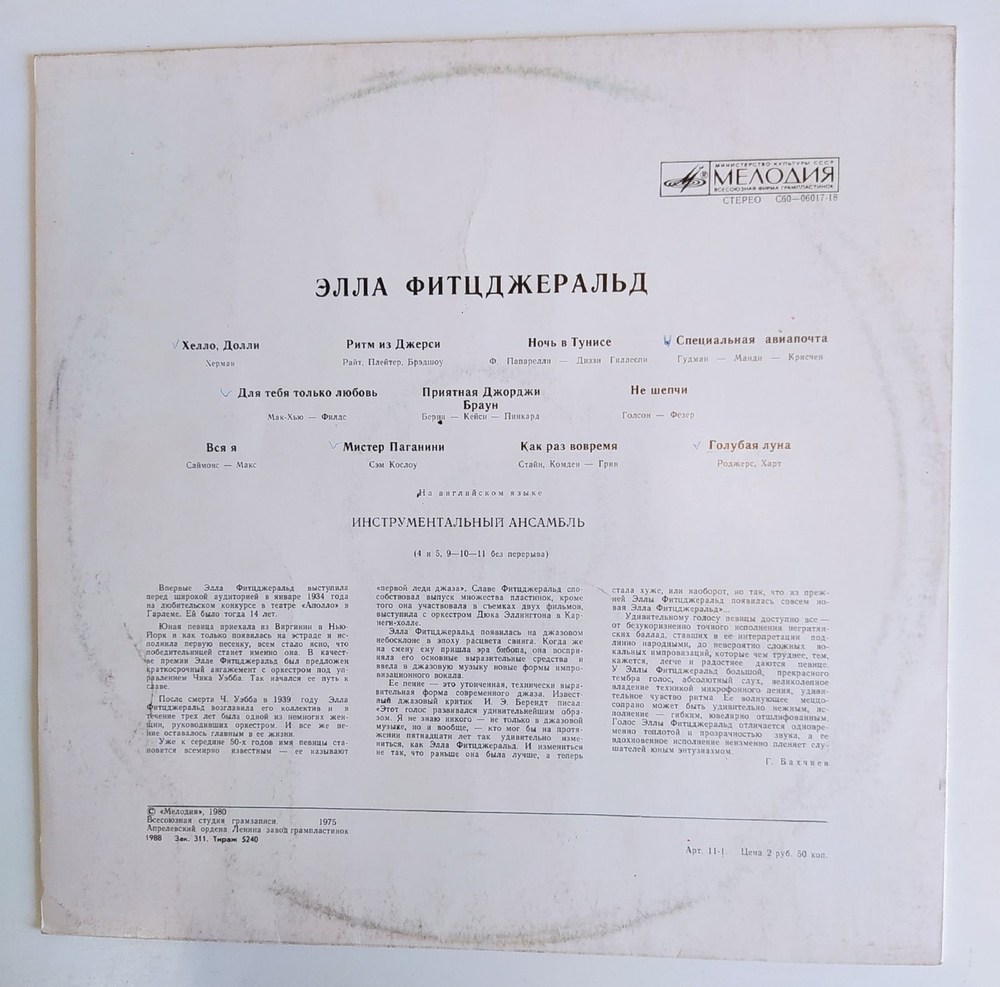 МИНИСТЕРСТВО КУЛЬТУРЫ СССР
МЕЛОДИЯ
ВСЕСОЮЗНАЯ ФИРМА ГРАМПЛАСТИНОК
СТЕРЕО С60—06017-18
ЭЛЛА ФИТЦДЖЕРАЛЬД
Хелло, Долли
Херман
Ритм из Джерси
Райт, Плейтер, Брэдшоу
Ночь в Тунисе
Ф. Папарелли — Диззи Гиллеспи
Специальная авиапочта
Гудман — Манди — Крисчен
Для тебя только любовь
Мак-Хью — Филдс
Приятная Джорджи
Браун
Берни — Кейси — Пинкард
Не шепчи
Голсон — Фезер
Вся я
Саймонс — Макс
Мистер Паганини
Сэм Кослоу
Как раз вовремя
Стайн, Комден — Грин
Голубая луна
Роджерс, Харт
На английском языке
ИНСТРУМЕНТАЛЬНЫЙ АНСАМБЛЬ
(4 и 5, 9—10—11 без перерыва)
Впервые Элла Фитцджеральд выступила
перед широкой аудиторией в январе 1934 года
на любительском конкурсе в театре «Аполло» в
Гарлеме. Ей было тогда 14 лет.
Юная певица приехала из Виргинии в Нью-
Йорк и как только появилась на эстраде и ис-
полнила первую песенку, всем стало ясно, что
победительницей станет именно она. В качест-
ве премии Элле Фитцджеральд был предложен
краткосрочный ангажемент с оркестром под уп-
равлением Чика Уэбба. Так начался ее путь к
славе.
После смерти Ч. Уэбба в 1939 году Элла
Фитцджеральд возглавила его коллектив и в
течение трех лет была одной из немногих жен-
щин, руководивших оркестром. И все же пе-
ние оставалось главным в ее жизни.
Уже к середине 50-х годов имя певицы ста-
новится всемирно известным — ее называют
«первой леди джаза». Славе Фитцджеральд спо-
собствовал выпуск множества пластинок, кроме
того она участвовала в съемках двух фильмов,
выступила с оркестром Дюка Эллингтона в Кар-
неги-холле.
Элла Фитцджеральд появилась на джазовом
небосклоне в эпоху расцвета свинга. Когда же
на смену ему пришла эра бибопа, она воспри-
няла его основные выразительные средства и
ввела в джазовую музыку новые формы импро-
визационного вокала.
Ее пение — это утонченная, технически выра-
вительная форма современного джаза. Извест-
ный джазовый критик И. Э. Берендт писал:
«Этот голос развивался удивительнейшим обра-
зом. Я не знаю никого — не только в джазовой
музыке, но и вообще, — кто мог бы на протя-
жении пятнадцати лет так удивительно изме-
ниться, как Элла Фитцджеральд. И измениться
не так, что раньше она была лучше, а теперь
стала хуже, или наоборот, но так, что из преж-
ней Эллы Фитцджеральд появилась совсем но-
вая Элла Фитцджеральд»...
Удивительному голосу певицы доступно все —
от безукоризненно точного исполнения негритян-
ских баллад, ставших в ее интерпретации под-
линно народными, до невероятно сложных во-
кальных импровизаций, которые чем труднее, тем,
кажется, легче и радостнее даются певице.
У Эллы Фитцджеральд большой, прекрасного
тембра голос, абсолютный слух, великолепное
владение техникой микрофонного пения, удиви-
тельное чувство ритма. Ее волнующее меццо-
сопрано может быть удивительно нежным, ис-
полнение — гибким, ювелирно отшлифованным.
Голос Эллы Фитцджеральд отличается одновре-
менно теплотой и прозрачностью звука, а ее
вдохновенное исполнение неизменно пленяет слу-
шателей юным энтузиазмом.
Г. Бахчиев
© «Мелодия», 1980
Всесоюзная студия грамзаписи. 1975
Апрелевский ордена Ленина завод грампластинок
1988 Зак. 311. Тираж 5240
Арт. 11-1. Цена 2 руб. 50 коп.